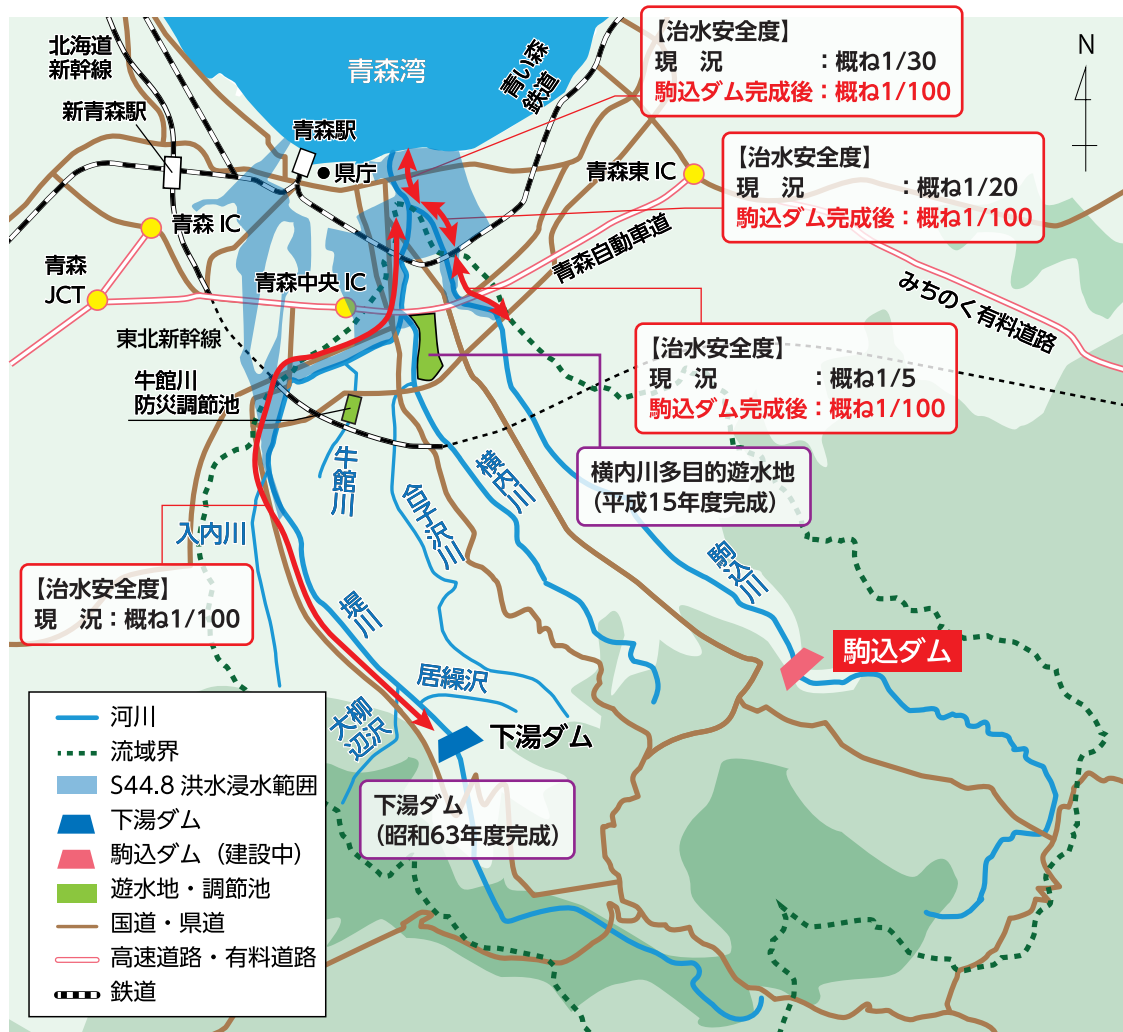 北海道
新幹線
新青森駅
青森湾
青い森
鉄道
青森駅
県庁
【治水安全度】
現　況　　　　：概ね1/30
駒込ダム完成後：概ね1/100
N
【治水安全度】
現　況　　　　：概ね1/20
駒込ダム完成後：概ね1/100
青森東 IC
青森 IC
青森
JCT
青森中央 IC
青森自動車道
みちのく有料道路
東北新幹線
牛館川
防災調節池
【治水安全度】
現　況　　　　：概ね1/5
駒込ダム完成後：概ね1/100
横内川多目的遊水地
（平成15年度完成）
牛館川
合子沢川
横内川
駒込川
入内川
【治水安全度】
現　況：概ね1/100
堤川
居繰沢
大柳
辺沢
駒込ダム
下湯ダム
下湯ダム
（昭和63年度完成）
河川
流域界
S44.8 洪水浸水範囲
下湯ダム
駒込ダム（建設中）
遊水地・調節池
国道・県道
高速道路・有料道路
鉄道